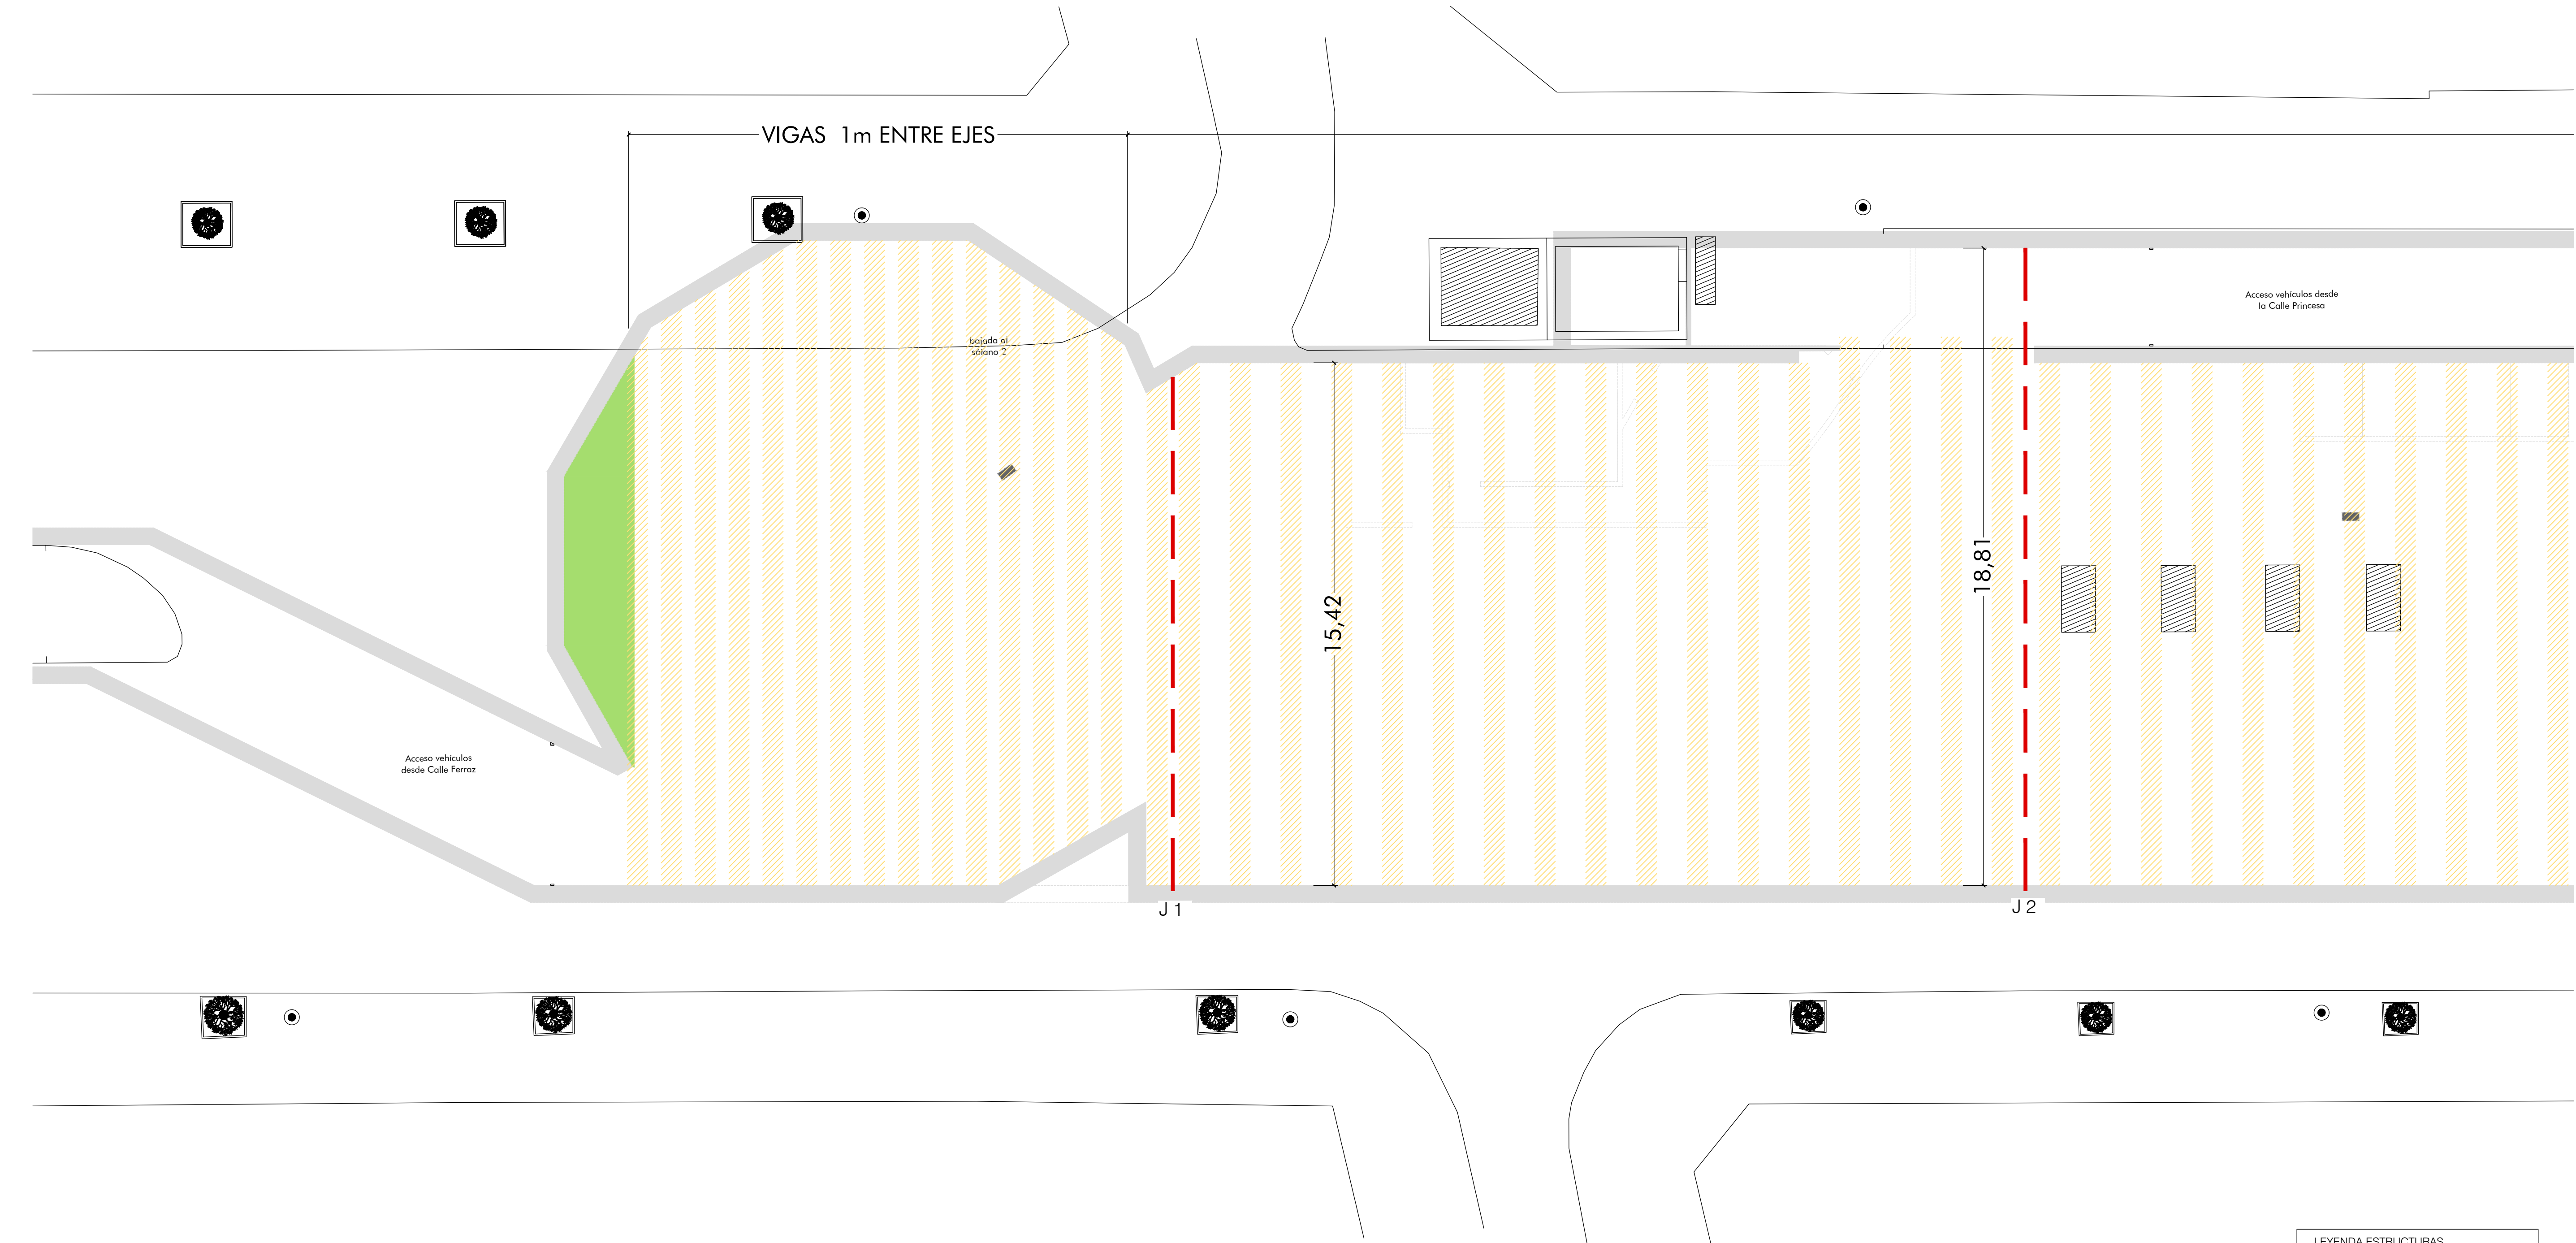 VIGAS 1m ENTRE EJES
Acceso vehículos desde
la Calle Princesa
bajada al
sótano 2
18,81
15,42
Acceso vehículos
desde Calle Ferraz
J 1
J 2
LEYENDA ESTRUCTURAS